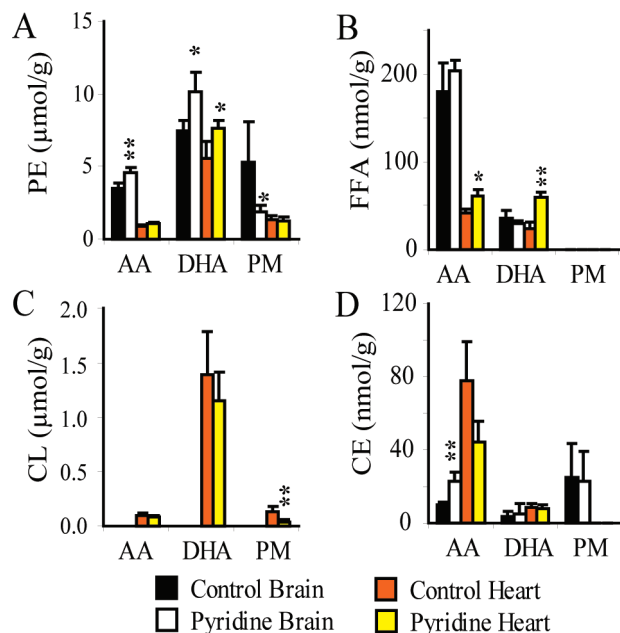 A
PE (µmol/g)
15
10
5
0
*
*
*
*
*
*
AA DHA PM
B
FFA (nmol/g)
200
100
0
*
*
*
AA DHA PM
C
CL (µmol/g)
2.0
1.5
1.0
0.5
0.0
*
*
AA DHA PM
D
CE (nmol/g)
120
80
40
0
*
*
AA DHA PM
Control Brain Control Heart
Pyridine Brain Pyridine Heart